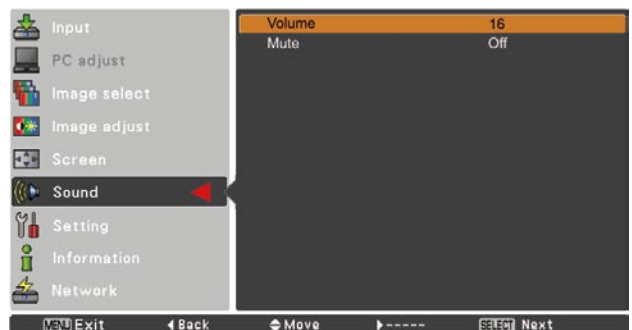 Input
PC adjust
Image select
Image adjust
Screen
Sound
Setting
Information
Network
Volume 16
Mute Off
MENU Exit ◀Back Move ▶----- SELECT Next